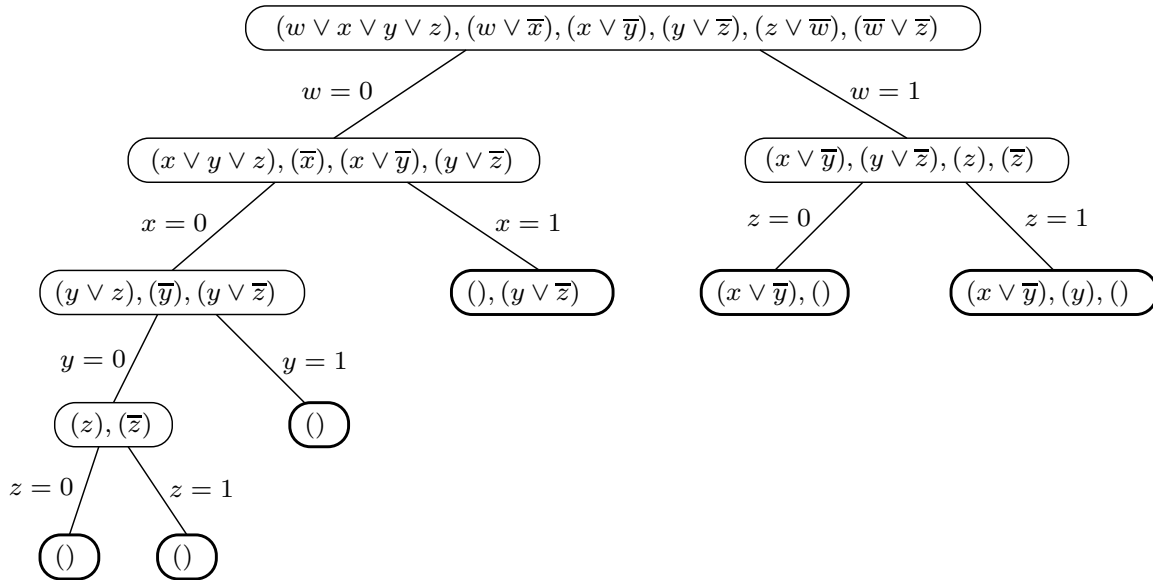 (w ∨ x ∨ y ∨ z), (w ∨ x̅), (x ∨ y̅), (y ∨ z̅), (z ∨ w̅), (w̅ ∨ z̅)
w = 0 w = 1
(x ∨ y ∨ z), (x̅), (x ∨ y̅), (y ∨ z̅) (x ∨ y̅), (y ∨ z̅), (z), (z̅)
x = 0 x = 1 z = 0 z = 1
(y ∨ z), (y̅), (y ∨ z̅) (), (y ∨ z̅) (x ∨ y̅), () (x ∨ y̅), (y), ()
y = 0 y = 1
(z), (z̅) ()
z = 0 z = 1
() ()